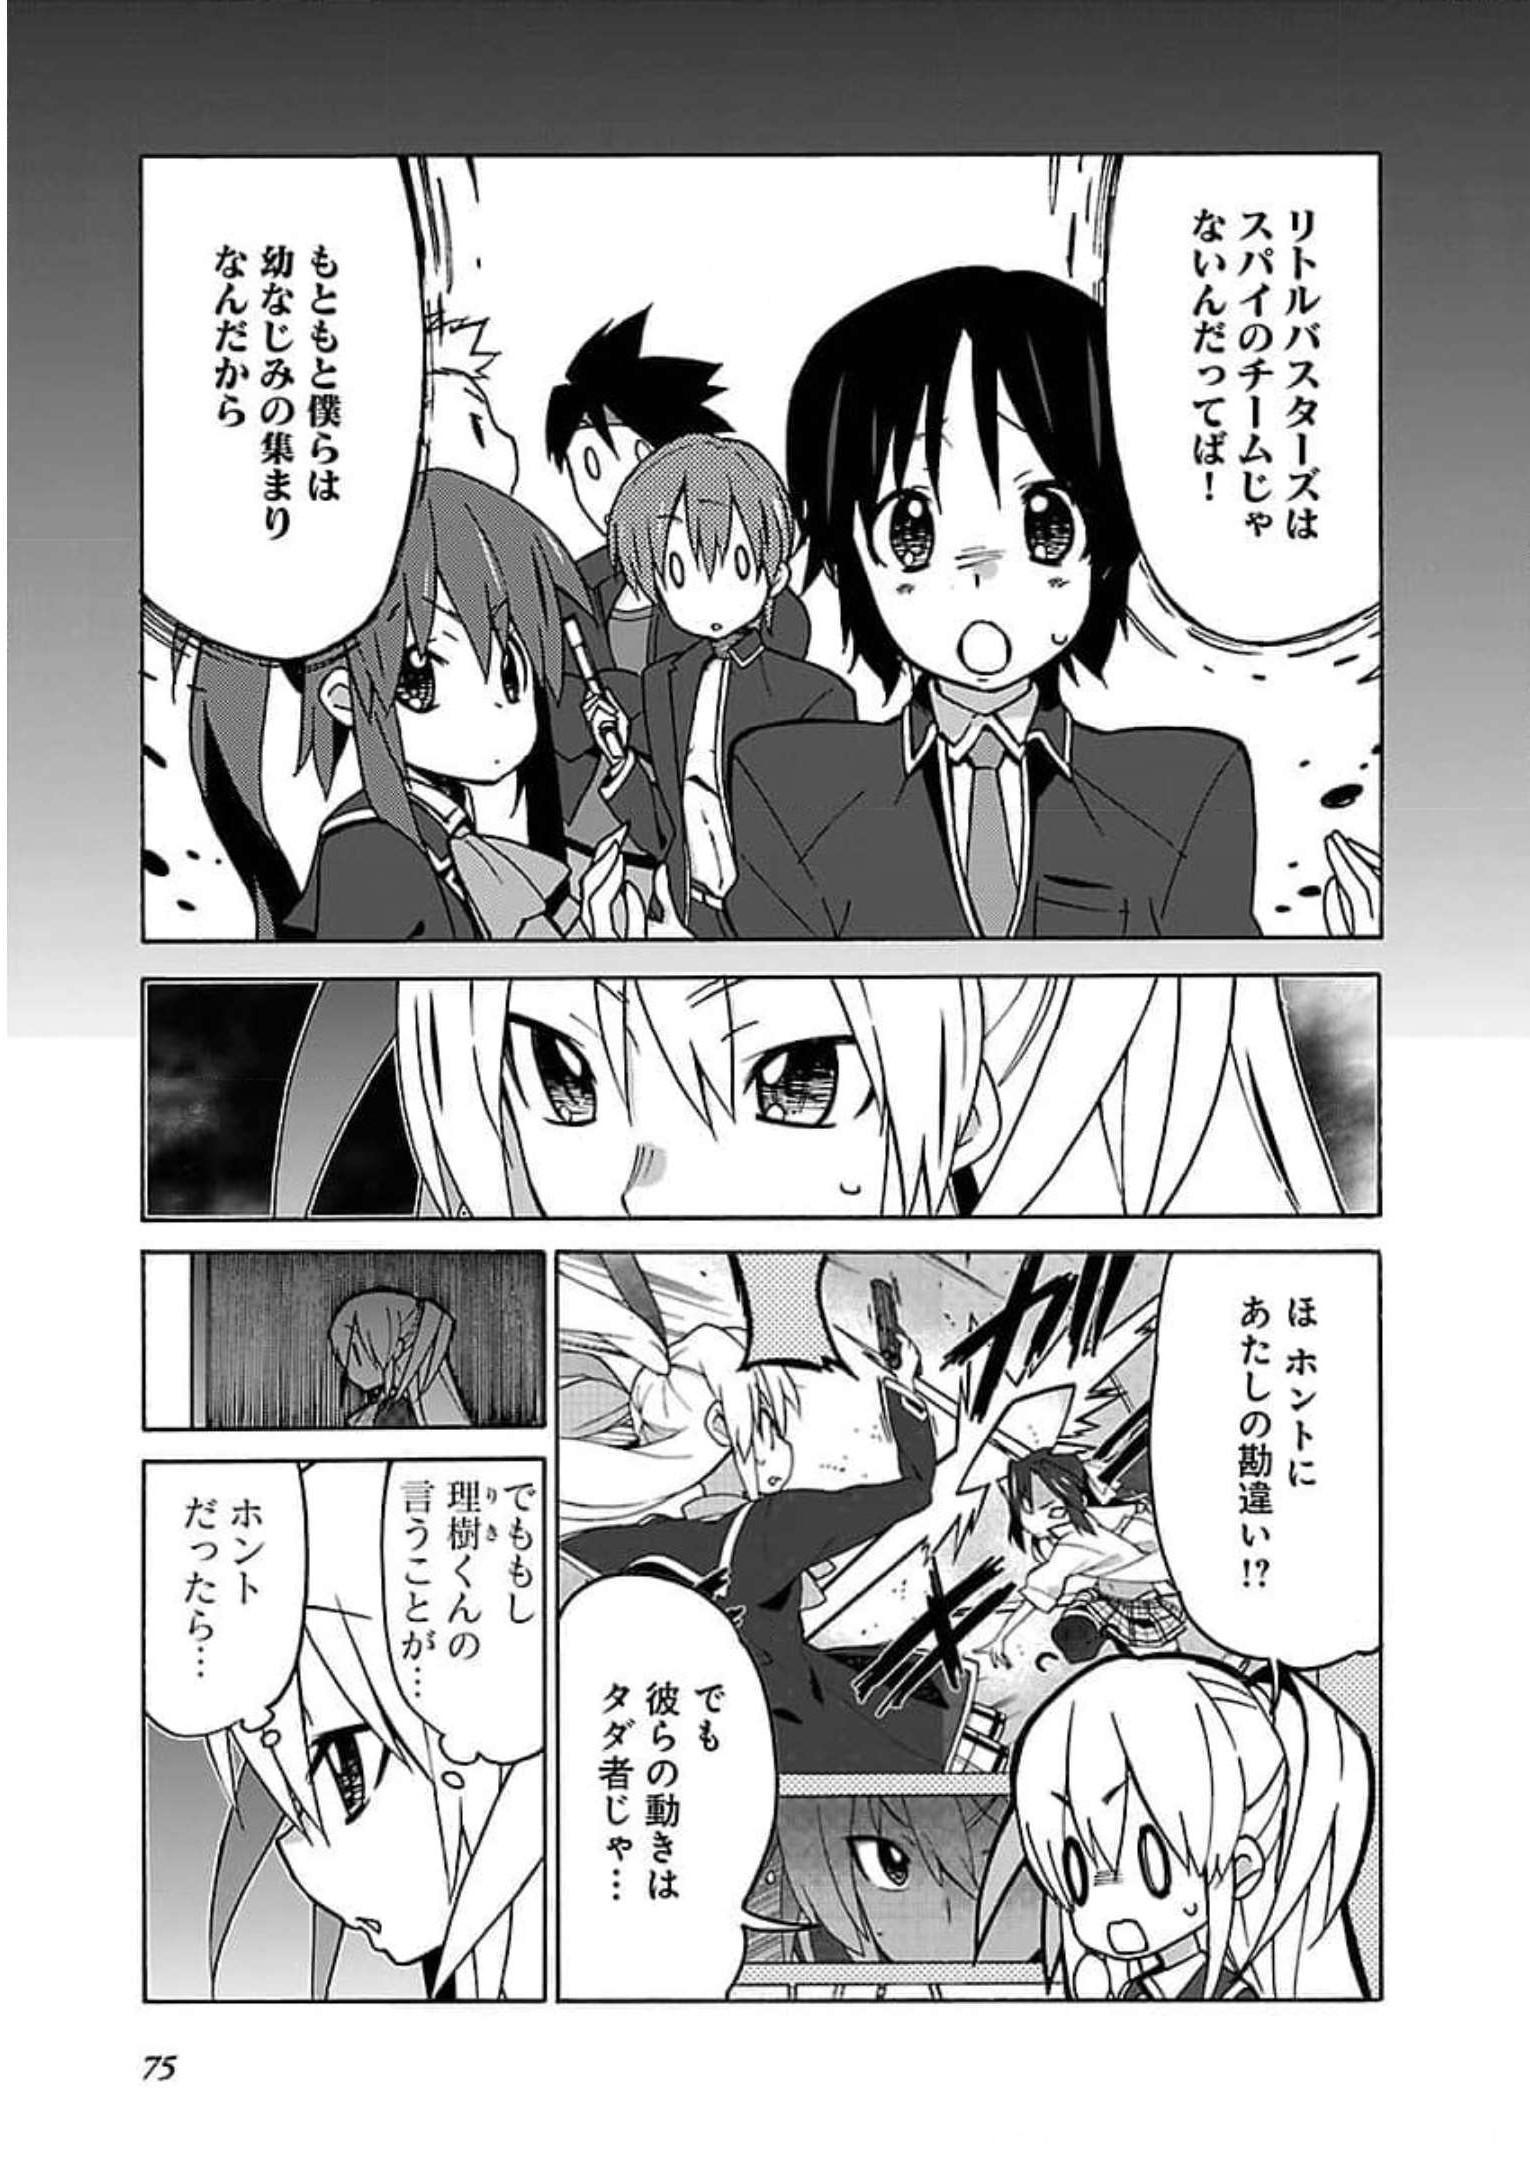 リトルバスターズは
スパイのチームじゃ
ないんだってば！
もともと僕らは
幼なじみの集まり
なんだから
ほ ホントに
あたしの勘違い!?
でも
彼らの動きは
タダ者じゃ…
でももし
理樹くんの
りき
言うことが…
ホント
だったら…
75